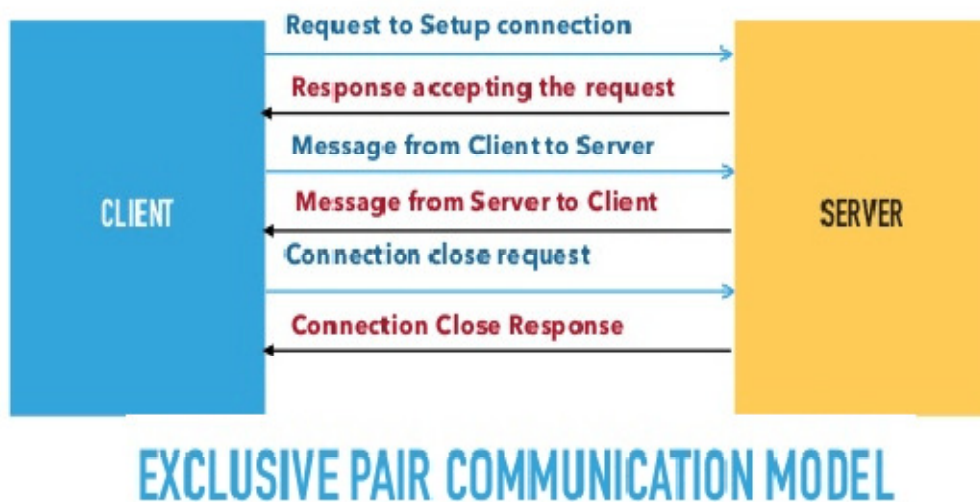 Request to Setup connection
Response accepting the request
Message from Client to Server
CLIENT
Message from Server to Client
SERVER
Connection close request
Connection Close Response
EXCLUSIVE PAIR COMMUNICATION MODEL